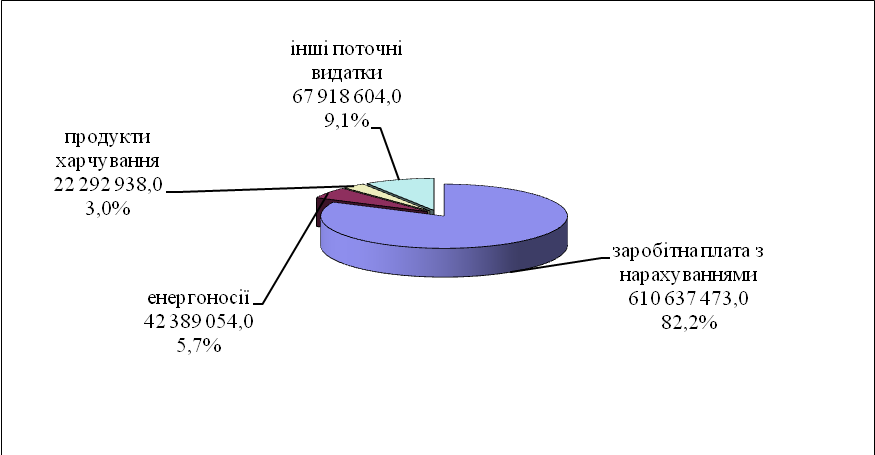 інші поточні
видатки
67 918 604,0
9,1%
продукти
харчування
22 292 938,0
3,0%
заробітна плата з
нарахуваннями
610 637 473,0
82,2%
енергоносії
42 389 054,0
5,7%